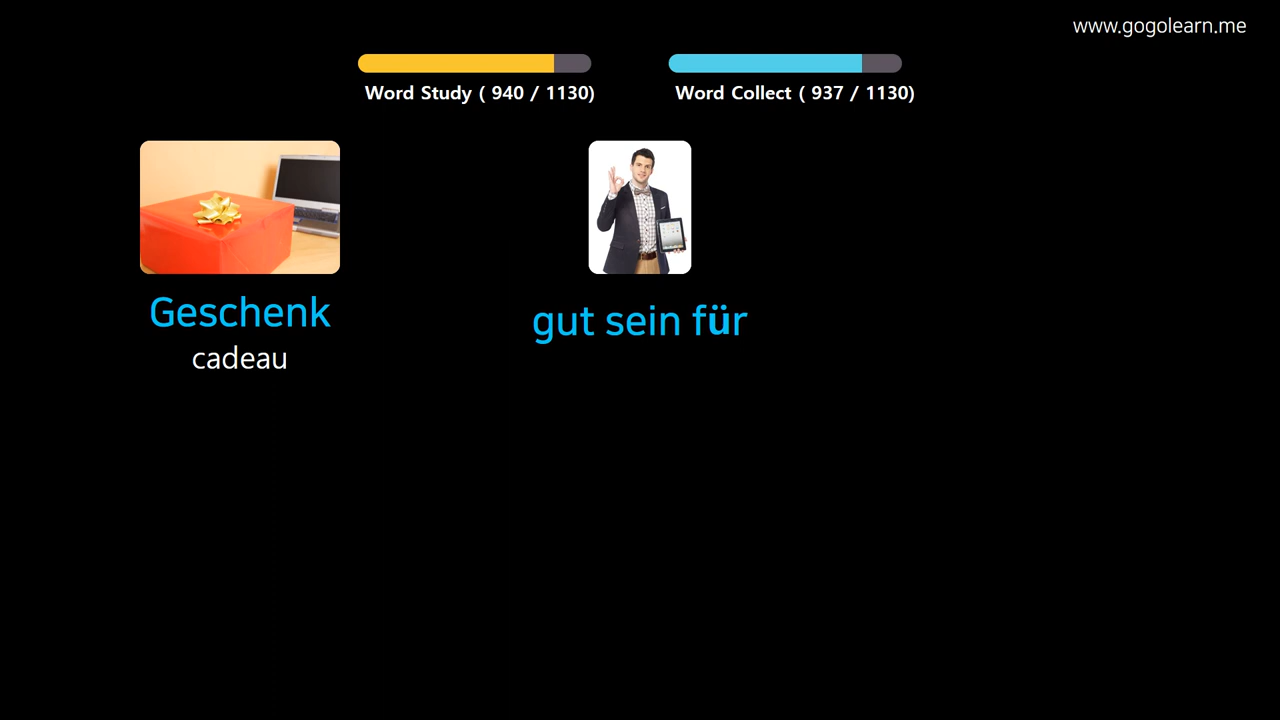 www.gogolearn.me
Word Study ( 940 / 1130)
Word Collect ( 937 / 1130)
Geschenk
cadeau
gut sein für